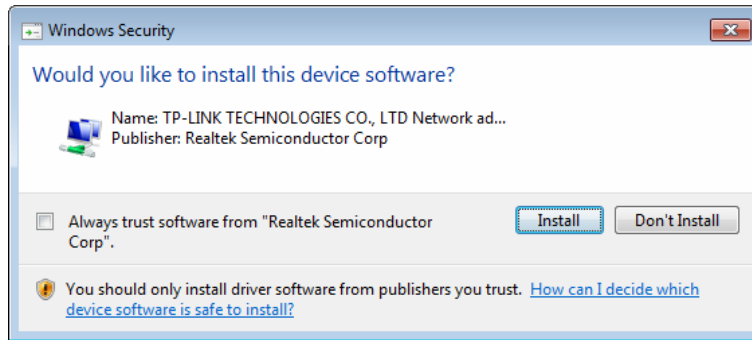 Windows Security
Would you like to install this device software?
Name: TP-LINK TECHNOLOGIES CO., LTD Network ad...
Publisher: Realtek Semiconductor Corp
Always trust software from "Realtek Semiconductor
Corp".
Install
Don't Install
You should only install driver software from publishers you trust. How can I decide which
device software is safe to install?